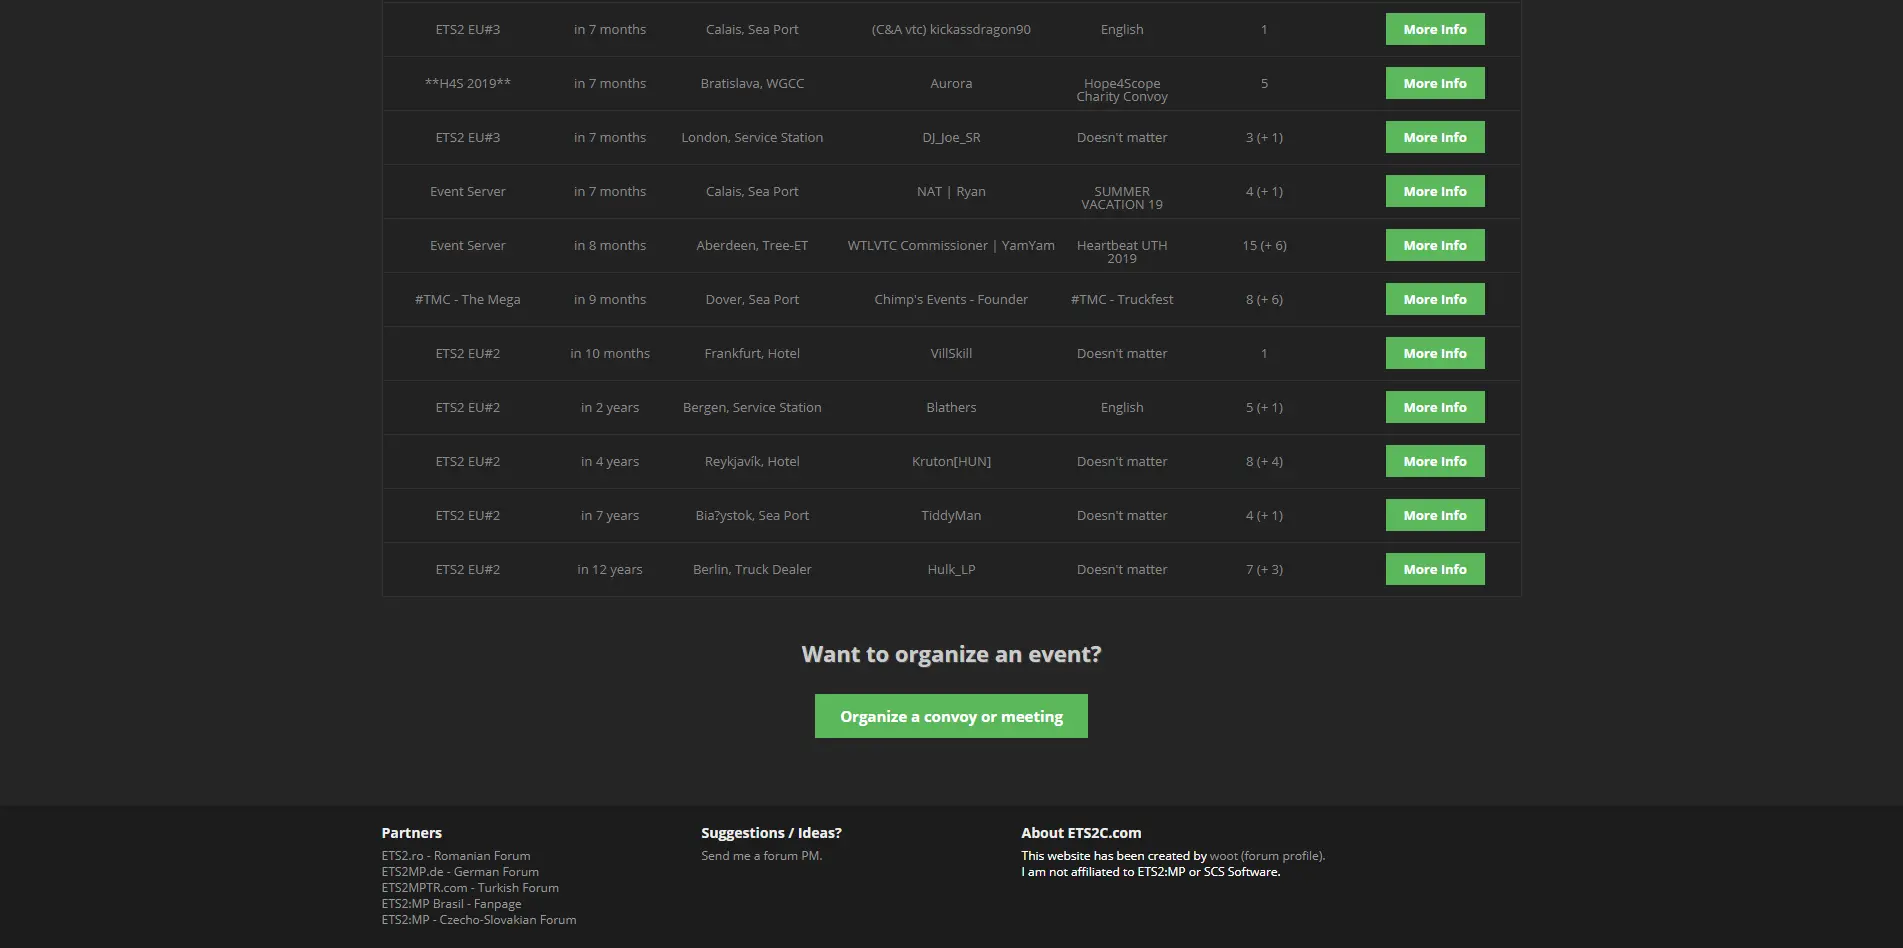 ETS2 EU#3 in 7 months Calais, Sea Port (C&A vtc) kickassdragon90 English 1 More Info
**H4S 2019** in 7 months Bratislava, WGCC Aurora Hope4Scope Charity Convoy 5 More Info
ETS2 EU#3 in 7 months London, Service Station DJ_Joe_SR Doesn't matter 3 (+ 1) More Info
Event Server in 7 months Calais, Sea Port NAT | Ryan SUMMER VACATION 19 4 (+ 1) More Info
Event Server in 8 months Aberdeen, Tree-ET WTLVTC Commissioner | YamYam Heartbeat UTH 2019 15 (+ 6) More Info
#TMC - The Mega in 9 months Dover, Sea Port Chimp's Events - Founder #TMC - Truckfest 8 (+ 6) More Info
ETS2 EU#2 in 10 months Frankfurt, Hotel VillSkill Doesn't matter 1 More Info
ETS2 EU#2 in 2 years Bergen, Service Station Blathers English 5 (+ 1) More Info
ETS2 EU#2 in 4 years Reykjavík, Hotel Kruton[HUN] Doesn't matter 8 (+ 4) More Info
ETS2 EU#2 in 7 years Bia?ystok, Sea Port TiddyMan Doesn't matter 4 (+ 1) More Info
ETS2 EU#2 in 12 years Berlin, Truck Dealer Hulk_LP Doesn't matter 7 (+ 3) More Info
Want to organize an event?
Organize a convoy or meeting
Partners
ETS2.ro - Romanian Forum
ETS2MP.de - German Forum
ETS2MPTR.com - Turkish Forum
ETS2:MP Brasil - Fanpage
ETS2:MP - Czecho-Slovakian Forum
Suggestions / Ideas?
Send me a forum PM.
About ETS2C.com
This website has been created by woot (forum profile).
I am not affiliated to ETS2:MP or SCS Software.